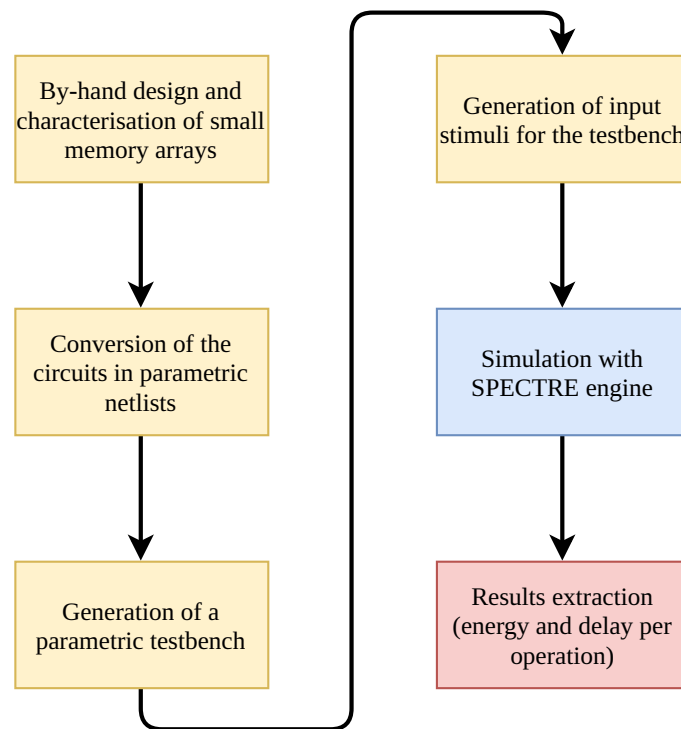 By-hand design and
characterisation of small
memory arrays
Conversion of the
circuits in parametric
netlists
Generation of a
parametric testbench
Generation of input
stimuli for the testbench
Simulation with
SPECTRE engine
Results extraction
(energy and delay per
operation)